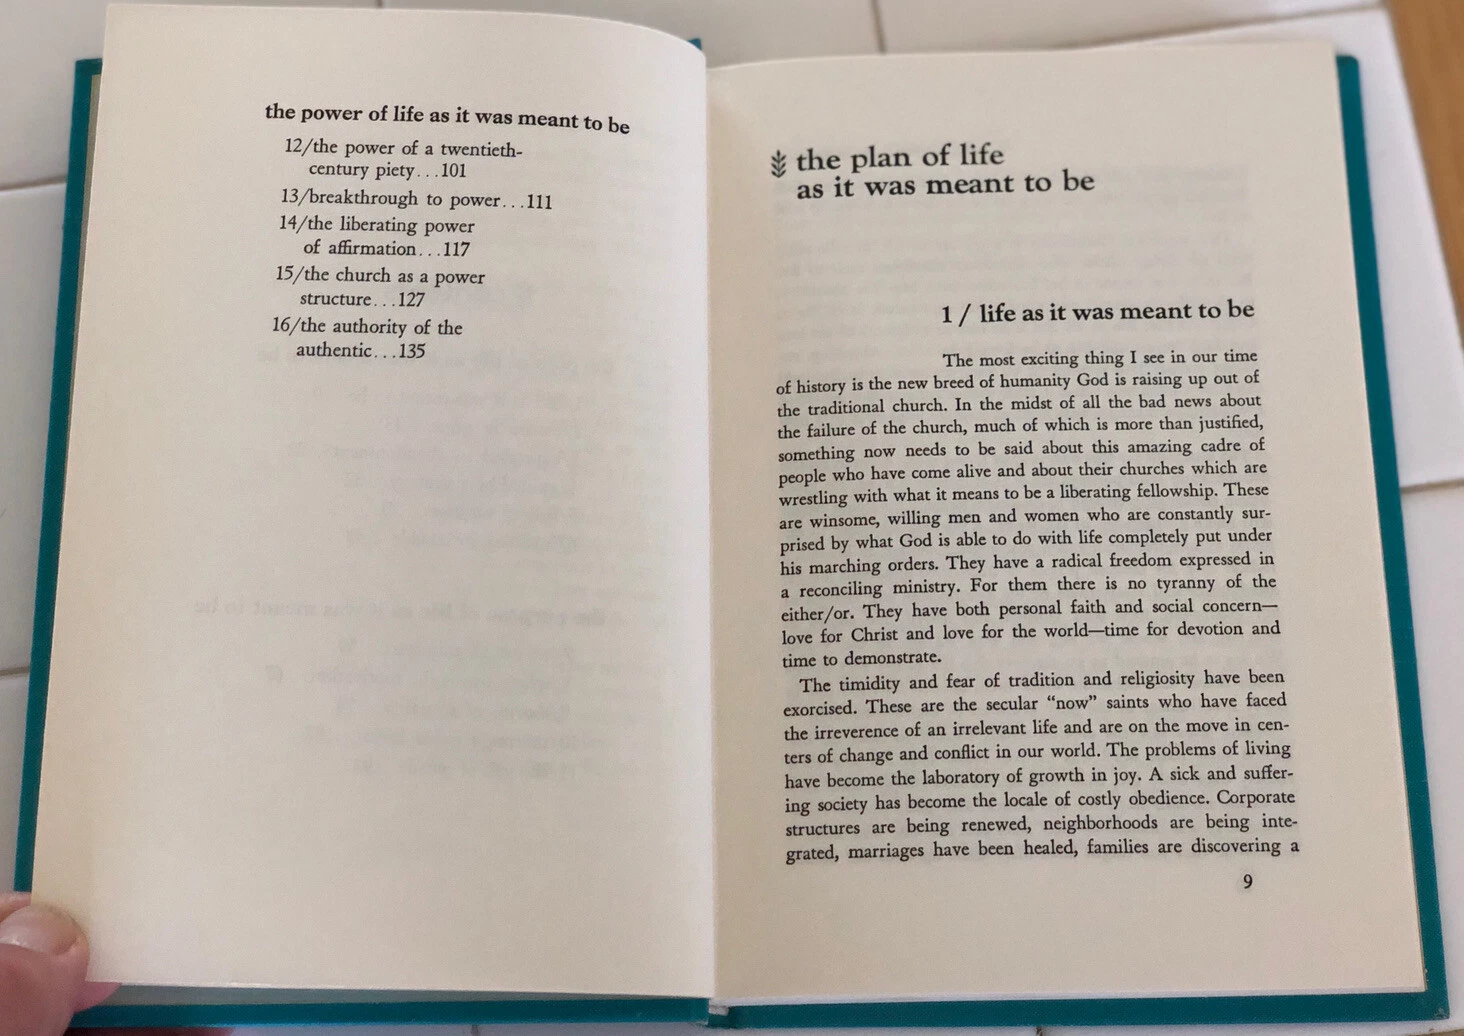 the power of life as it was meant to be
12/the power of a twentieth-
century piety...101
13/breakthrough to power...111
14/the liberating power
of affirmation...117
15/the church as a power
structure...127
16/the authority of the
authentic...135
the plan of life
as it was meant to be
1 / life as it was meant to be
The most exciting thing I see in our time
of history is the new breed of humanity God is raising up out of
the traditional church. In the midst of all the bad news about
the failure of the church, much of which is more than justified,
something now needs to be said about this amazing cadre of
people who have come alive and about their churches which are
wrestling with what it means to be a liberating fellowship. These
are winsome, willing men and women who are constantly sur-
prised by what God is able to do with life completely put under
his marching orders. They have a radical freedom expressed in
a reconciling ministry. For them there is no tyranny of the
either/or. They have both personal faith and social concern—
love for Christ and love for the world—time for devotion and
time to demonstrate.
The timidity and fear of tradition and religiosity have been
exorcised. These are the secular “now” saints who have faced
the irreverence of an irrelevant life and are on the move in cen-
ters of change and conflict in our world. The problems of living
have become the laboratory of growth in joy. A sick and suffer-
ing society has become the locale of costly obedience. Corporate
structures are being renewed, neighborhoods are being inte-
grated, marriages have been healed, families are discovering a
9